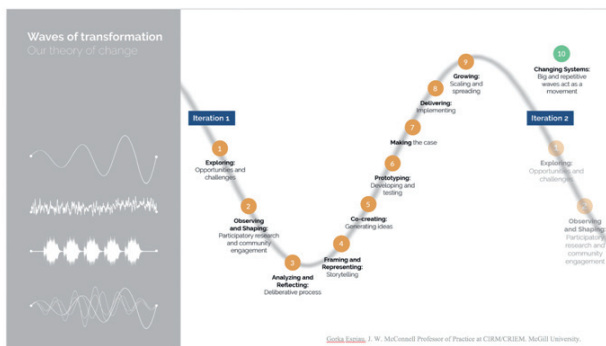 Waves of transformation
Our theory of change
Iteration 1
1
Exploring:
Opportunities and
challenges
2
Observing
and Shaping:
Participatory research
and community
engagement
3
Analyzing and
Reflecting:
Deliberative process
4
Framing and
Representing:
Storytelling
5
Co-creating:
Generating ideas
6
Prototyping:
Developing and
testing
7
Making the case
8
Delivering:
Implementing
9
Growing:
Scaling and
spreading
10
Changing Systems:
Big and repetitive
waves act as a
movement
Iteration 2
1
Exploring:
Opportunities and
challenges
Observing
and Shaping:
Participatory
research and
community
engagement
Gorka Espiau, J. W. McConnell Professor of Practice at CIRM/CRIEM. McGill University.